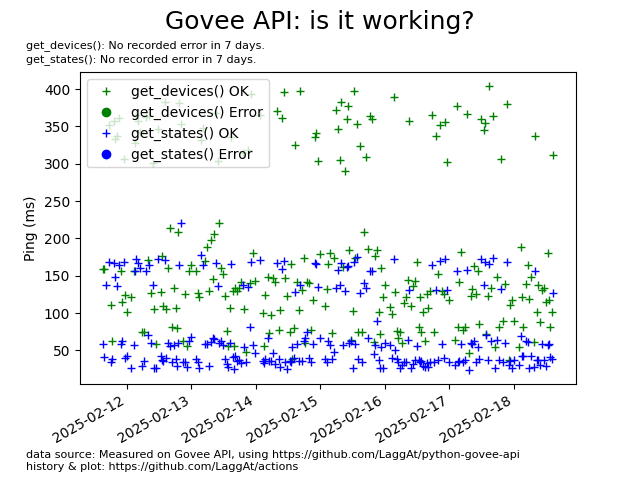 Govee API: is it working?
get_devices(): No recorded error in 7 days.
get_states(): No recorded error in 7 days.
get_devices() OK
get_devices() Error
get_states() OK
get_states() Error
Ping (ms)
400
350
300
250
200
150
100
50
2025-02-12
2025-02-13
2025-02-14
2025-02-15
2025-02-16
2025-02-17
2025-02-18
data source: Measured on Govee API, using https://github.com/LaggAt/python-govee-api
history & plot: https://github.com/LaggAt/actions